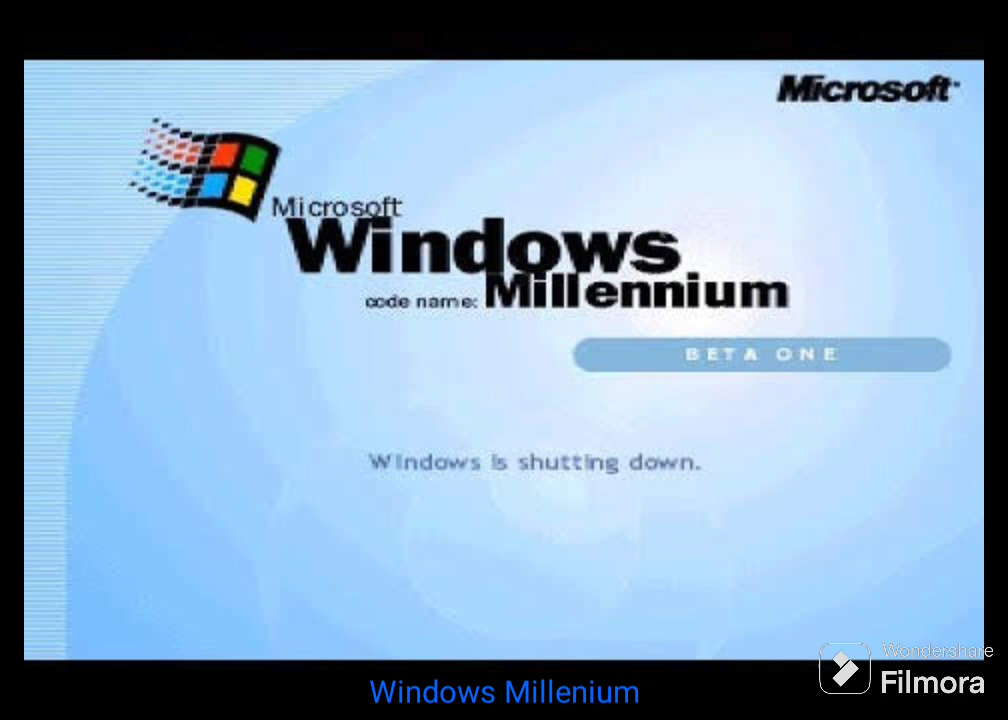 Microsoft
Microsoft
Windows
code name: Millennium
BETA ONE
Windows is shutting down.
Wondershare
Filmora
Windows Millenium